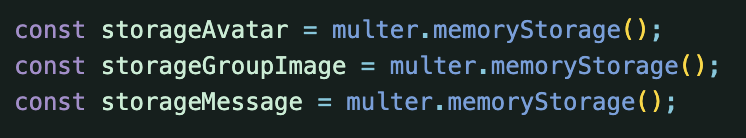 const storageAvatar = multer.memoryStorage();
const storageGroupImage = multer.memoryStorage();
const storageMessage = multer.memoryStorage();